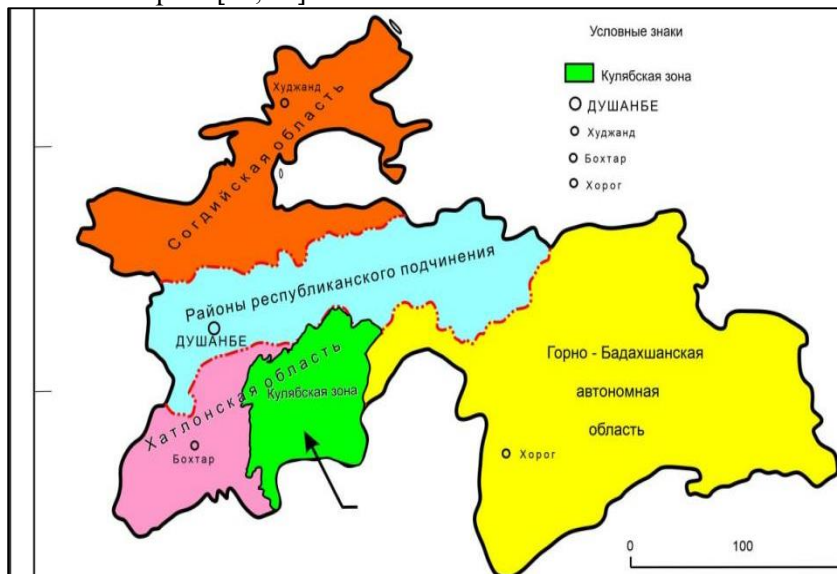 Условные знаки
Кулябская зона
ДУШАНБЕ
Худжанд
Бохтар
Хорог
Худжанд
Согдийская область
Районы республиканского подчинения
ДУШАНБЕ
Хатлонская область
Кулябская зона
Бохтар
Горно - Бадахшанская
автономная
область
Хорог
0 100